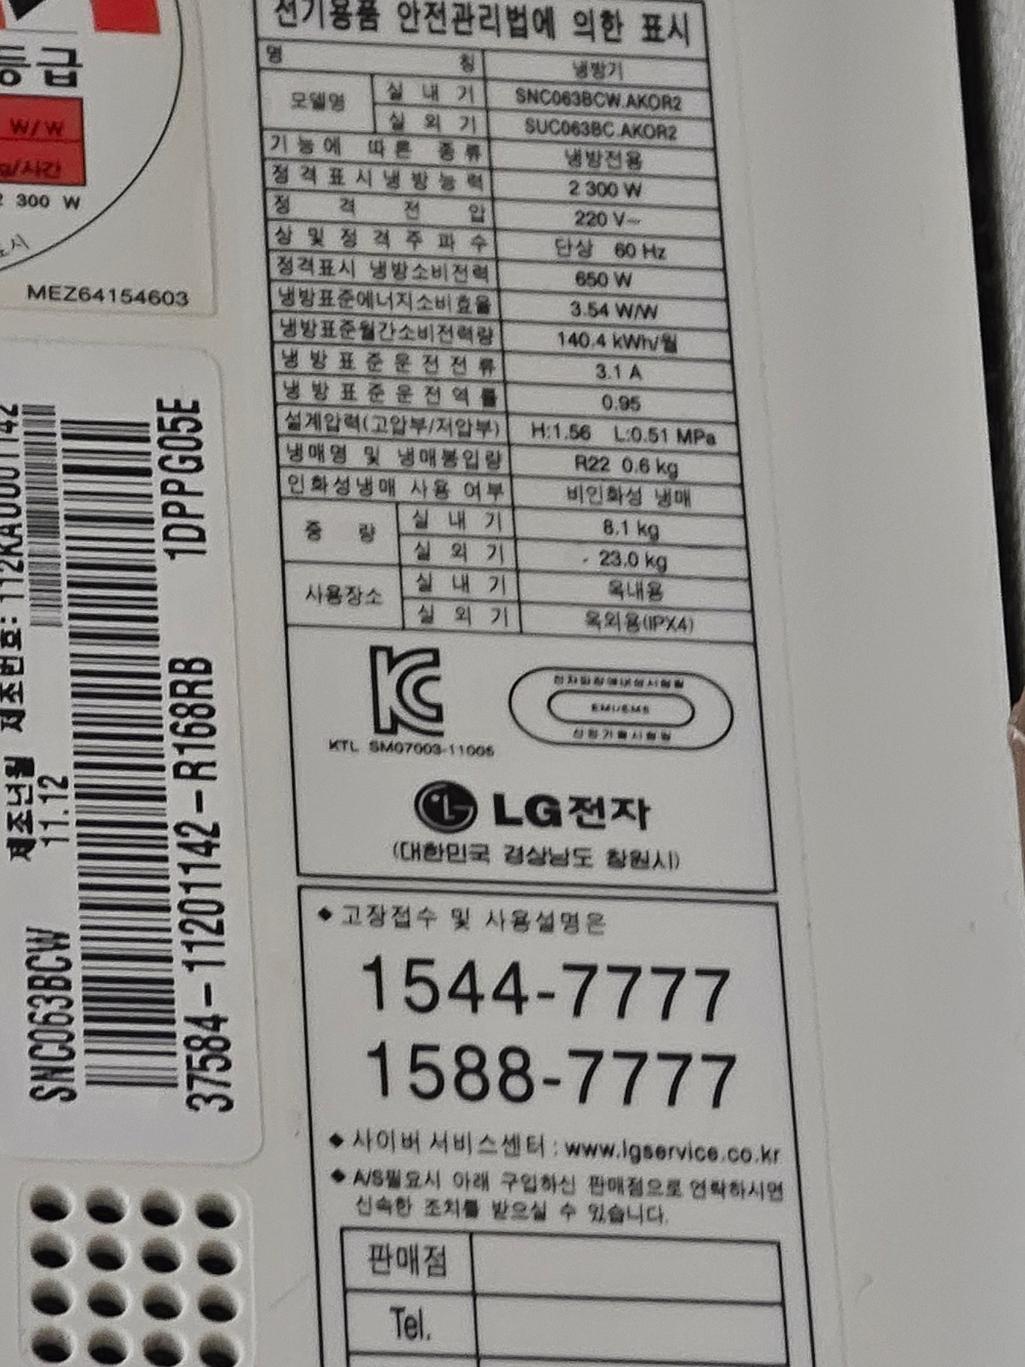 전기용품 안전관리법에 의한 표시
명 칭 냉방기
모델명 실내기 SNC063BCW.AKOR2
실외기 SUC063BC.AKOR2
기능에 따른 종류 냉방전용
정격표시냉방능력 2 300 W
정격전압 220 V~
상및정격주파수 단상 60 Hz
정격표시 냉방소비전력 650 W
냉방표준에너지소비효율 3.54 W/W
냉방표준월간소비전력량 140.4 kWh/월
냉방표준운전전류 3.1 A
냉방표준운전역률 0.95
설계압력(고압부/저압부) H:1.56 L:0.51 MPa
냉매명 및 냉매봉입량 R22 0.6 kg
인화성냉매 사용 여부 비인화성 냉매
중 량 실내기 8.1 kg
실외기 23.0 kg
사용장소 실내기 옥내용
실외기 옥외용(IPX4)
KTL SM07003-11005
EMI/EMS
LG LG전자
(대한민국 경상남도 창원시)
◆ 고장접수 및 사용설명은
1544-7777
1588-7777
◆ 사이버 서비스센터 : www.lgservice.co.kr
◆ A/S필요시 아래 구입하신 판매점으로 연락하시면
신속한 조치를 받으실 수 있습니다.
판매점
Tel.
등급
W/W
g/시간
2 300 W
표시
MEZ64154603
제조년월 제조번호: 112KA
11.12
SNC063BCW
1DPPG05E
37584-11201142-R168RB